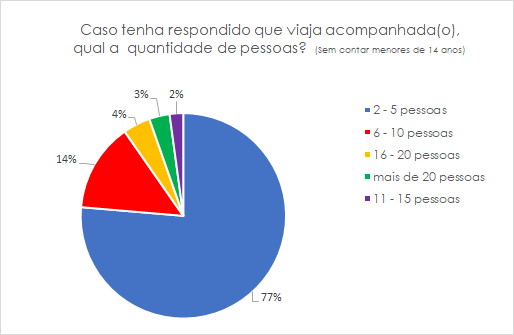 Caso tenha respondido que viaja acompanhada(o),
qual a quantidade de pessoas? (Sem contar menores de 14 anos)
2%
3%
4%
14%
77%
2 - 5 pessoas
6 - 10 pessoas
16 - 20 pessoas
mais de 20 pessoas
11 - 15 pessoas